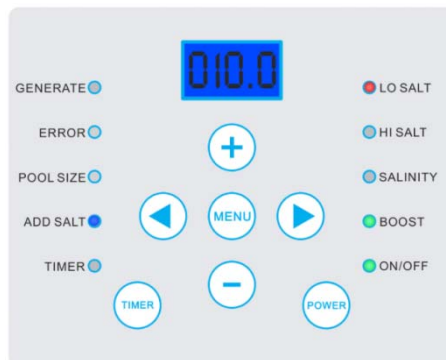 010.0
GENERATE
LO SALT
ERROR
HI SALT
+
POOL SIZE
SALINITY
MENU
ADD SALT
BOOST
TIMER
ON/OFF
−
TIMER
POWER